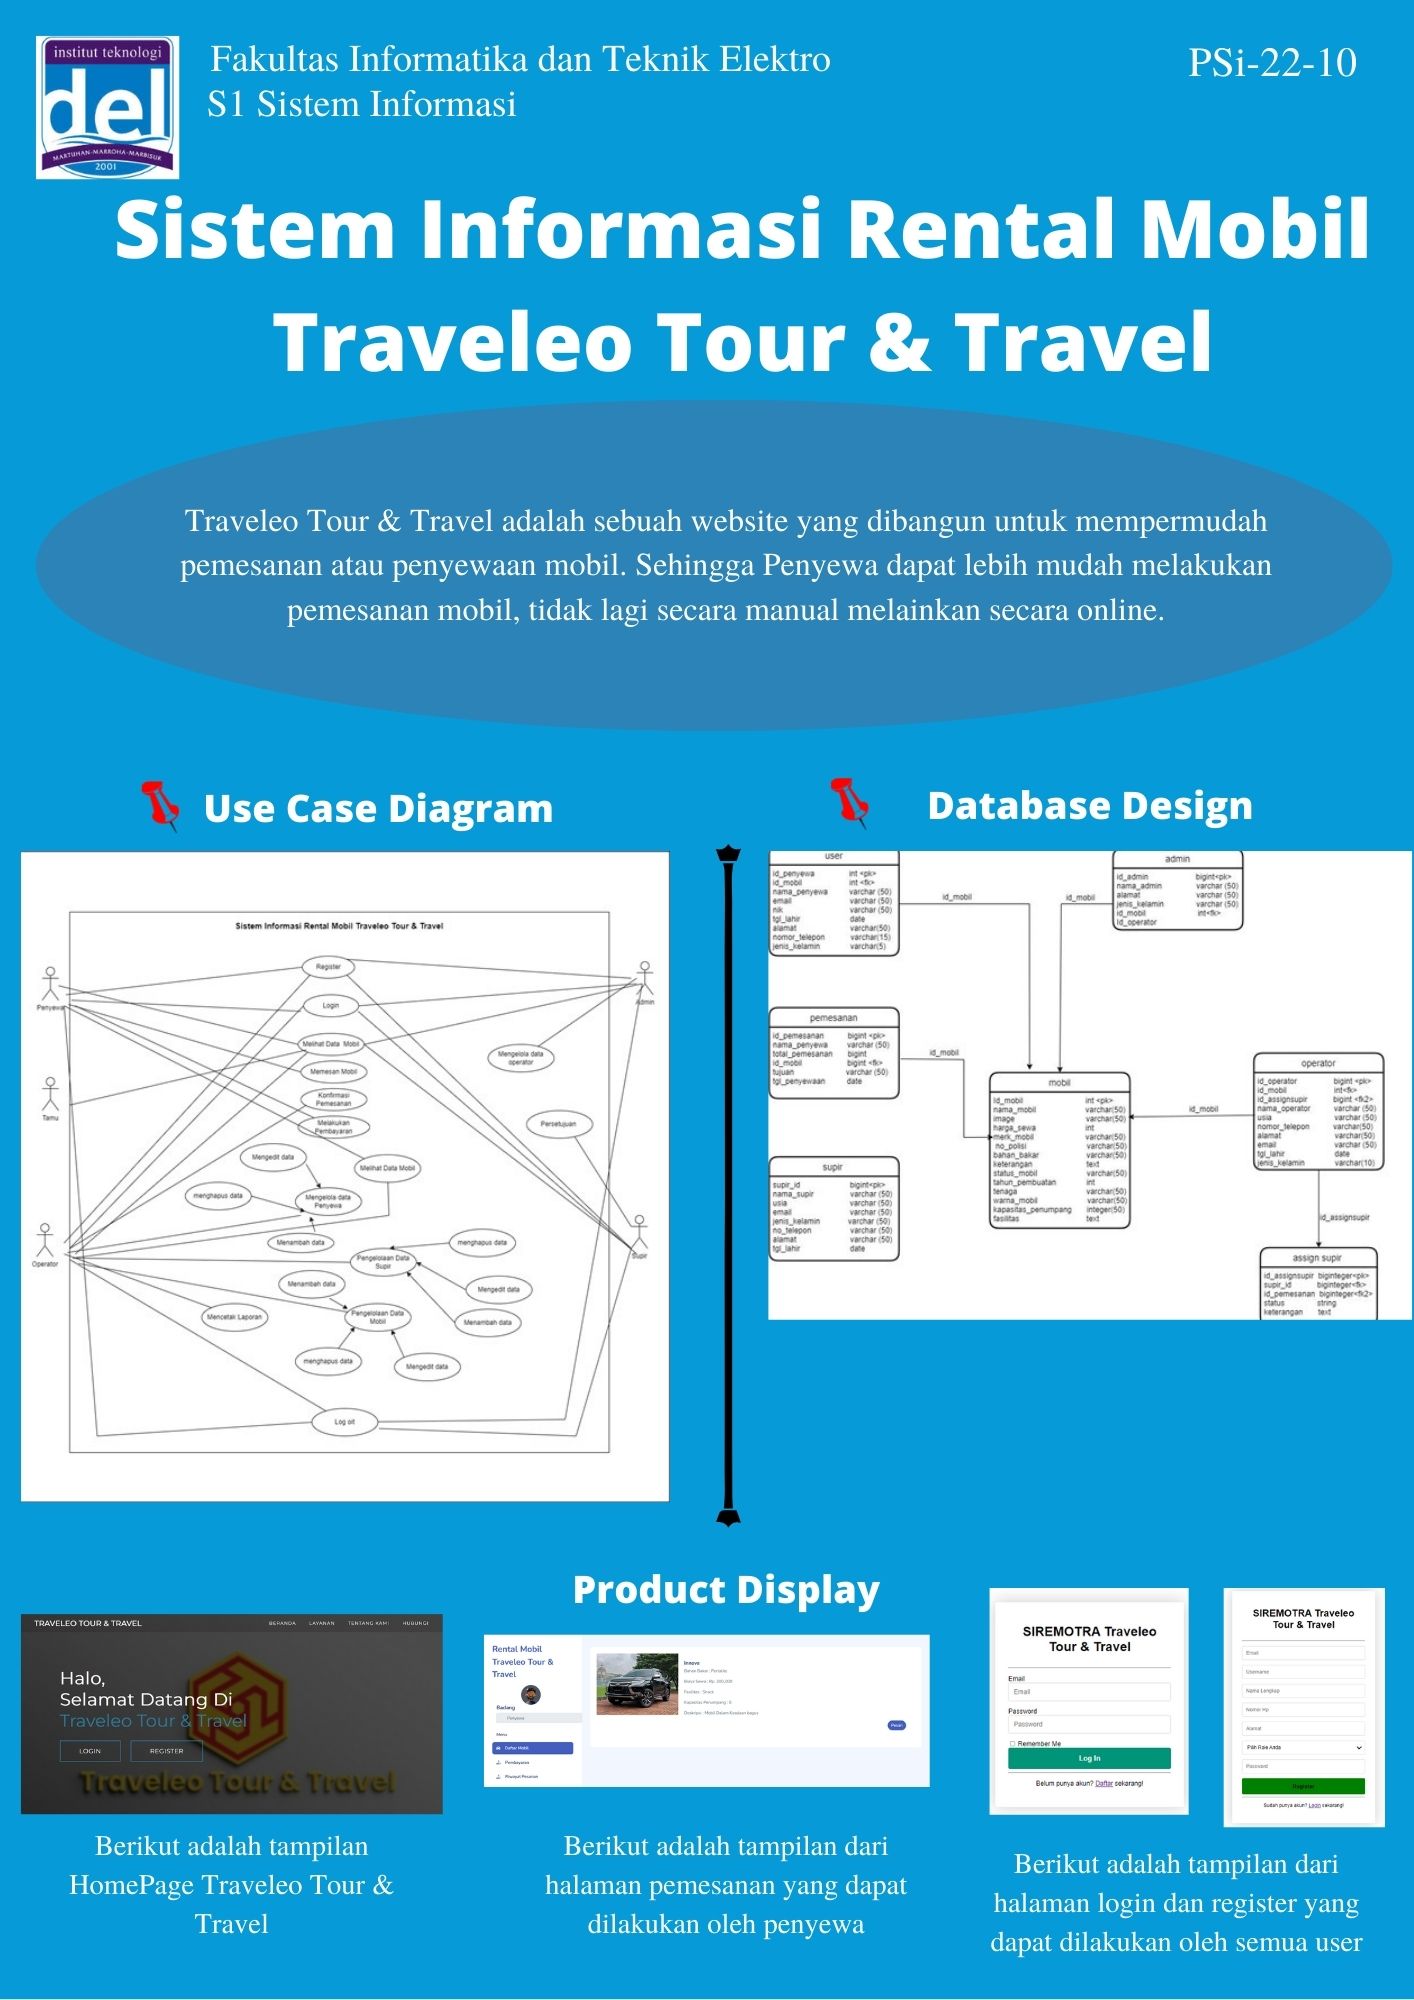 institut teknologi
del
MARTUHAN-MARROHA-MARBISUK
2001
Fakultas Informatika dan Teknik Elektro
S1 Sistem Informasi
PSi-22-10
Sistem Informasi Rental Mobil
Traveleo Tour & Travel
Traveleo Tour & Travel adalah sebuah website yang dibangun untuk mempermudah
pemesanan atau penyewaan mobil. Sehingga Penyewa dapat lebih mudah melakukan
pemesanan mobil, tidak lagi secara manual melainkan secara online.
Use Case Diagram
Sistem Informasi Rental Mobil Traveleo Tour & Travel
Register
Penyewa
Admin
Login
Melihat Data Mobil
Mengelola data
operator
Memesan Mobil
Konfirmasi
Pemesanan
Tamu
Melakukan
Pembayaran
Persetujuan
Mengedit data
Melihat Data Mobil
menghapus data
Mengelola data
Penyewa
Menambah data
menghapus data
Operator
Supir
Pengelolaan Data
Supir
Menambah data
Mengedit data
Mencetak Laporan
Pengelolaan Data
Mobil
Menambah data
menghapus data
Mengedit data
Log oit
Database Design
user
id_penyewa int <pk>
id_mobil int <fk>
nama_penyewa varchar (50)
email varchar (50)
nik varchar (50)
tgl_lahir date
alamat varchar(50)
nomor_telepon varchar(15)
jenis_kelamin varchar(5)
id_mobil
id_mobil
admin
id_admin bigint<pk>
nama_admin varchar (50)
alamat varchar (50)
jenis_kelamin varchar (50)
id_mobil int<fk>
Id_operator
pemesanan
id_pemesanan bigint <pk>
nama_penyewa varchar (50)
total_pemesanan bigint
id_mobil bigint <fk>
tujuan varchar (50)
tgl_penyewaan date
id_mobil
mobil
Id_mobil int <pk>
nama_mobil varchar(50)
image varchar(50)
harga_sewa int
merk_mobil varchar(50)
no_polisi varchar(50)
bahan_bakar varchar(50)
keterangan text
status_mobil varchar(50)
tahun_pembuatan int
tenaga varchar(50)
warna_mobil varchar(50)
kapasitas_penumpang integer(50)
fasilitas text
id_mobil
operator
id_operator bigint <pk>
id_mobil int<fk>
id_assignsupir bigint <fk2>
nama_operator varchar (50)
usia varchar (50)
nomor_telepon varchar(50)
alamat varchar(50)
email varchar (50)
tgl_lahir date
jenis_kelamin varchar(10)
supir
supir_id bigint<pk>
nama_supir varchar (50)
usia varchar (50)
email varchar (50)
jenis_kelamin varchar (50)
no_telepon varchar (50)
alamat varchar (50)
tgl_lahir date
id_assignsupir
assign supir
id_assignsupir biginteger<pk>
supir_id biginteger<fk>
id_pemesanan biginteger<fk2>
status string
keterangan text
Product Display
TRAVELEO TOUR & TRAVEL
BERANDA LAYANAN TENTANG KAMI HUBUNGI
Halo,
Selamat Datang Di
Traveleo Tour & Travel
LOGIN REGISTER
Traveleo Tour & Travel
Berikut adalah tampilan
HomePage Traveleo Tour &
Travel
Rental Mobil
Traveleo Tour &
Travel
Badang
Penyewa
Menu
Daftar Mobil
Pembayaran
Riwayat Pesanan
Innova
Pesan
Berikut adalah tampilan dari
halaman pemesanan yang dapat
dilakukan oleh penyewa
SIREMOTRA Traveleo
Tour & Travel
Email
Email
Password
Password
Remember Me
Log In
Belum punya akun? Daftar sekarang!
SIREMOTRA Traveleo
Tour & Travel
Email
Username
Nama Lengkap
Nomor Hp
Alamat
Pilih Role Anda
Password
Register
Sudah punya akun? Login sekarang!
Berikut adalah tampilan dari
halaman login dan register yang
dapat dilakukan oleh semua user